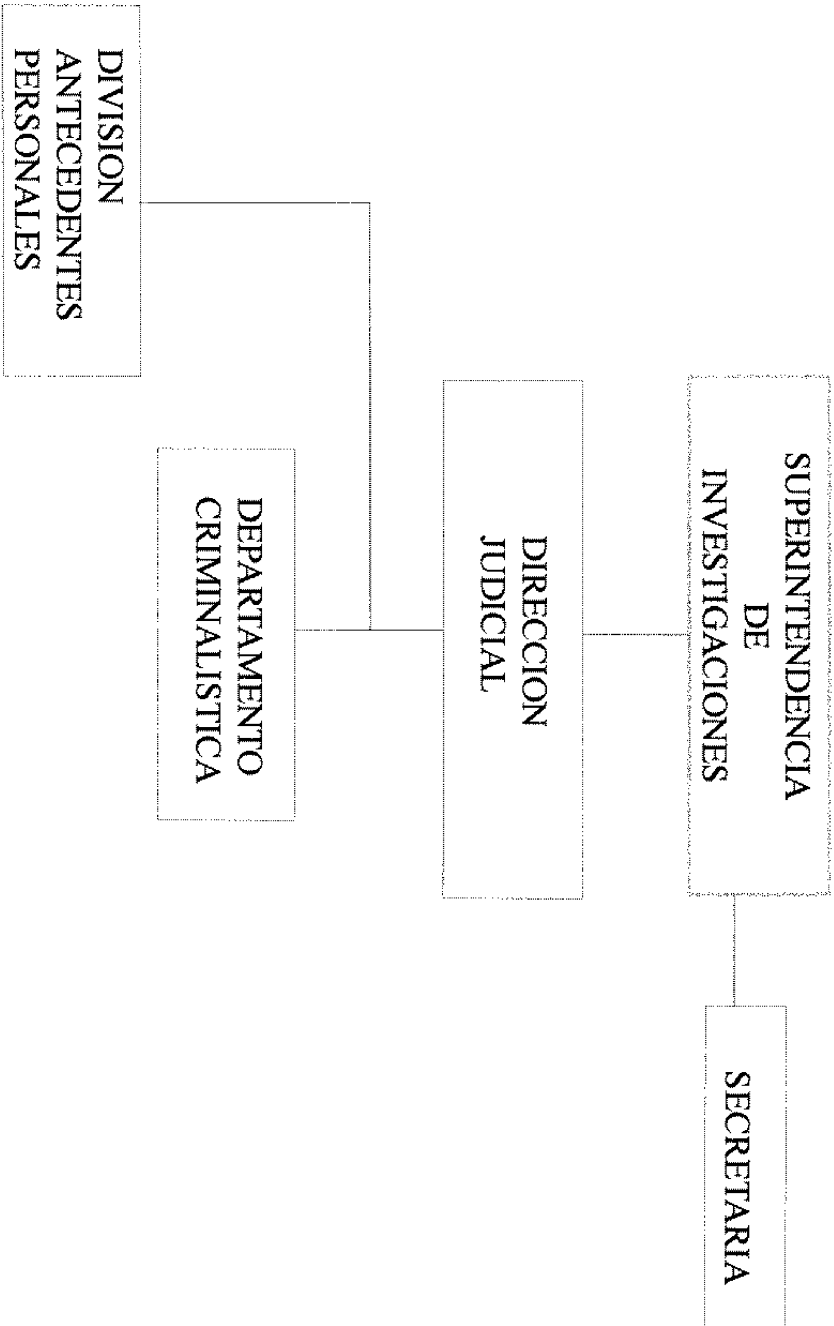 SUPERINTENDENCIA
DE
INVESTIGACIONES
SECRETARIA
DIRECCION
JUDICIAL
DEPARTAMENTO
CRIMINALISTICA
DIVISION
ANTECEDENTES
PERSONALES